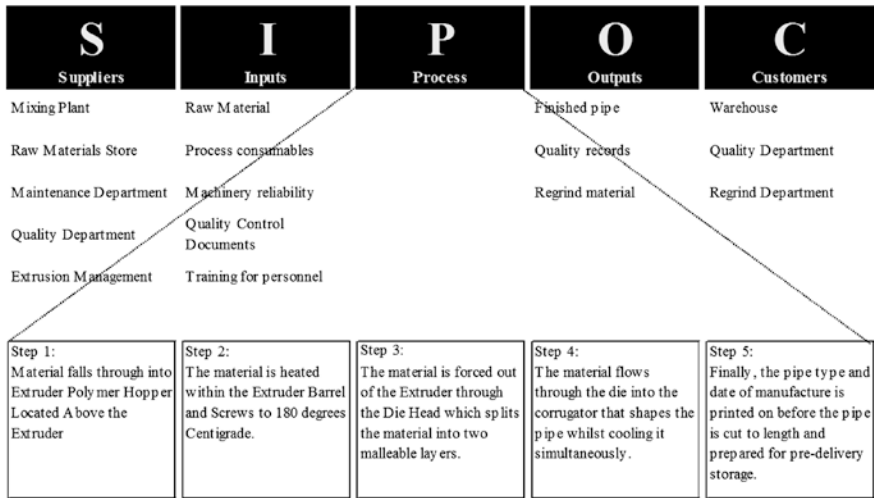 S
Suppliers
I
Inputs
P
Process
O
Outputs
C
Customers
Mixing Plant
Raw Materials Store
Maintenance Department
Quality Department
Extrusion Management
Raw Material
Process consumables
Machinery reliability
Quality Control
Documents
Training for personnel
Finished pipe
Quality records
Regrind material
Warehouse
Quality Department
Regrind Department
Step 1:
Material falls through into
Extruder Polymer Hopper
Located Above the
Extruder
Step 2:
The material is heated
within the Extruder Barrel
and Screws to 180 degrees
Centigrade.
Step 3:
The material is forced out
of the Extruder through
the Die Head which splits
the material into two
malleable layers.
Step 4:
The material flows
through the die into the
corrugator that shapes the
pipe whilst cooling it
simultaneously.
Step 5:
Finally, the pipe type and
date of manufacture is
printed on before the pipe
is cut to length and
prepared for pre-delivery
storage.